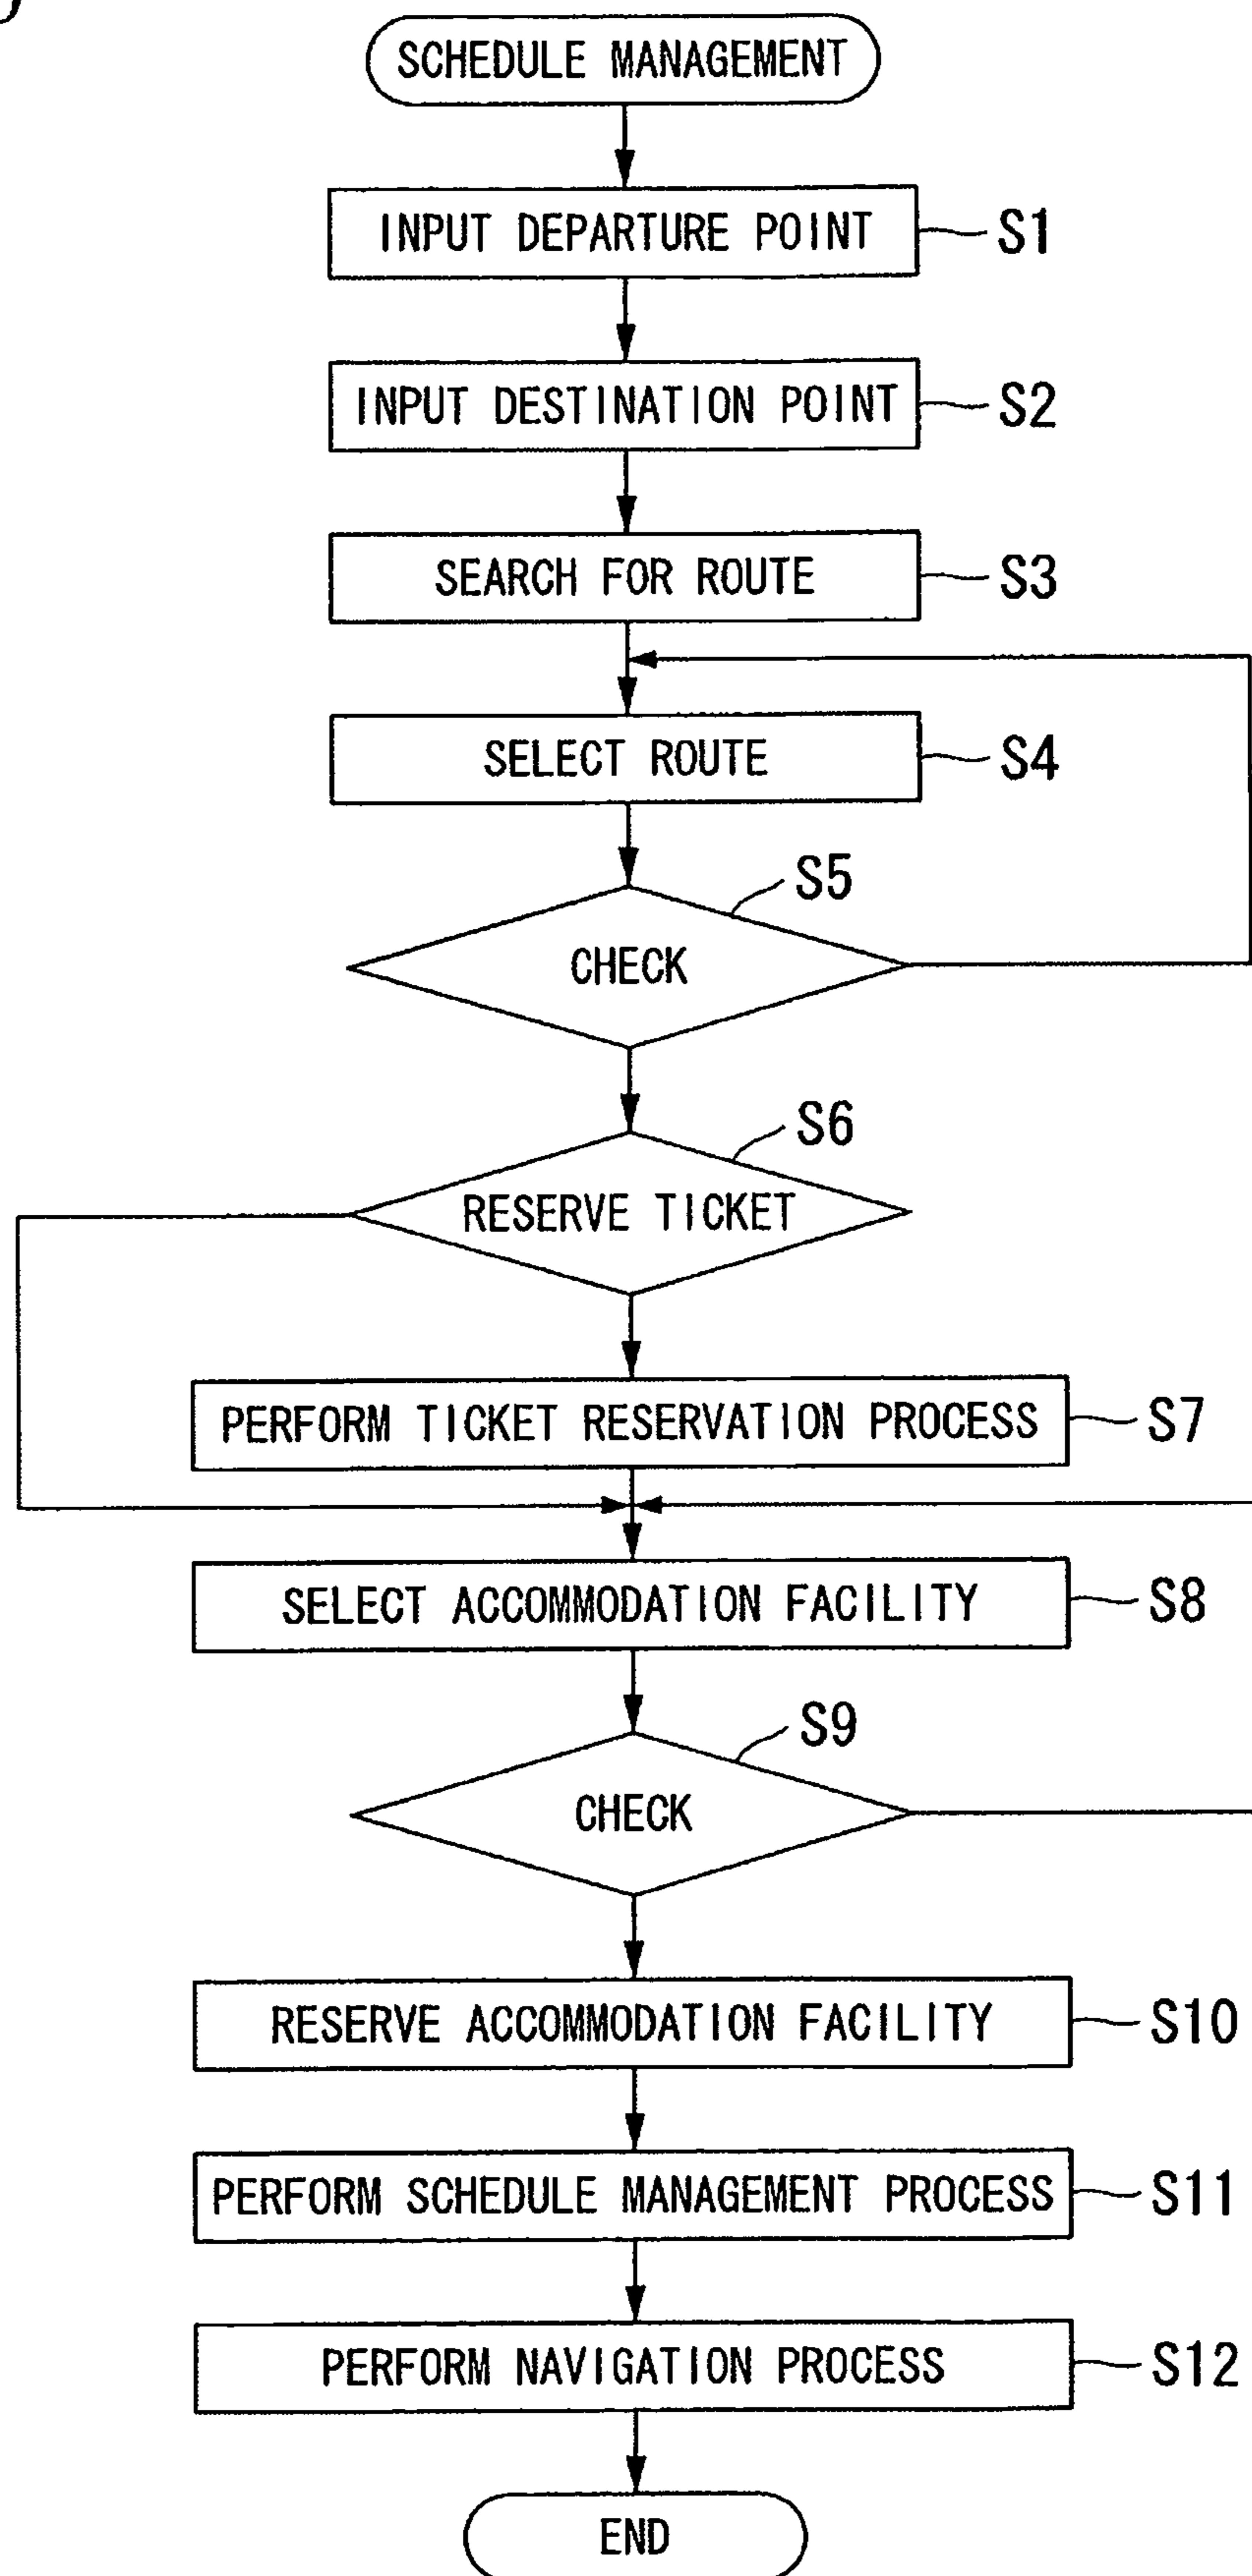 SCHEDULE MANAGEMENT
INPUT DEPARTURE POINT
S1
INPUT DESTINATION POINT
S2
SEARCH FOR ROUTE
S3
SELECT ROUTE
S4
S5
CHECK
S6
RESERVE TICKET
PERFORM TICKET RESERVATION PROCESS
S7
SELECT ACCOMMODATION FACILITY
S8
S9
CHECK
RESERVE ACCOMMODATION FACILITY
S10
PERFORM SCHEDULE MANAGEMENT PROCESS
S11
PERFORM NAVIGATION PROCESS
S12
END